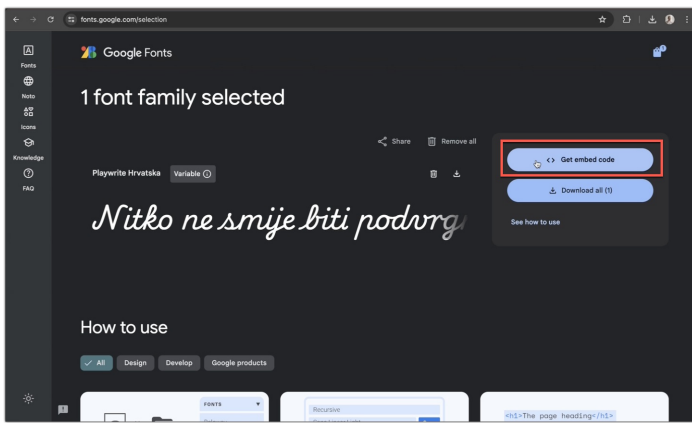 fonts.google.com/selection
Fonts
Noto
Icons
Knowledge
FAQ
Google Fonts
1
1 font family selected
Share
Remove all
<> Get embed code
Download all (1)
See how to use
Playwrite Hrvatska
Variable
Nitko ne smije biti podvrg
How to use
All
Design
Develop
Google products
FONTS
Recursive
<h1>The page heading</h1>